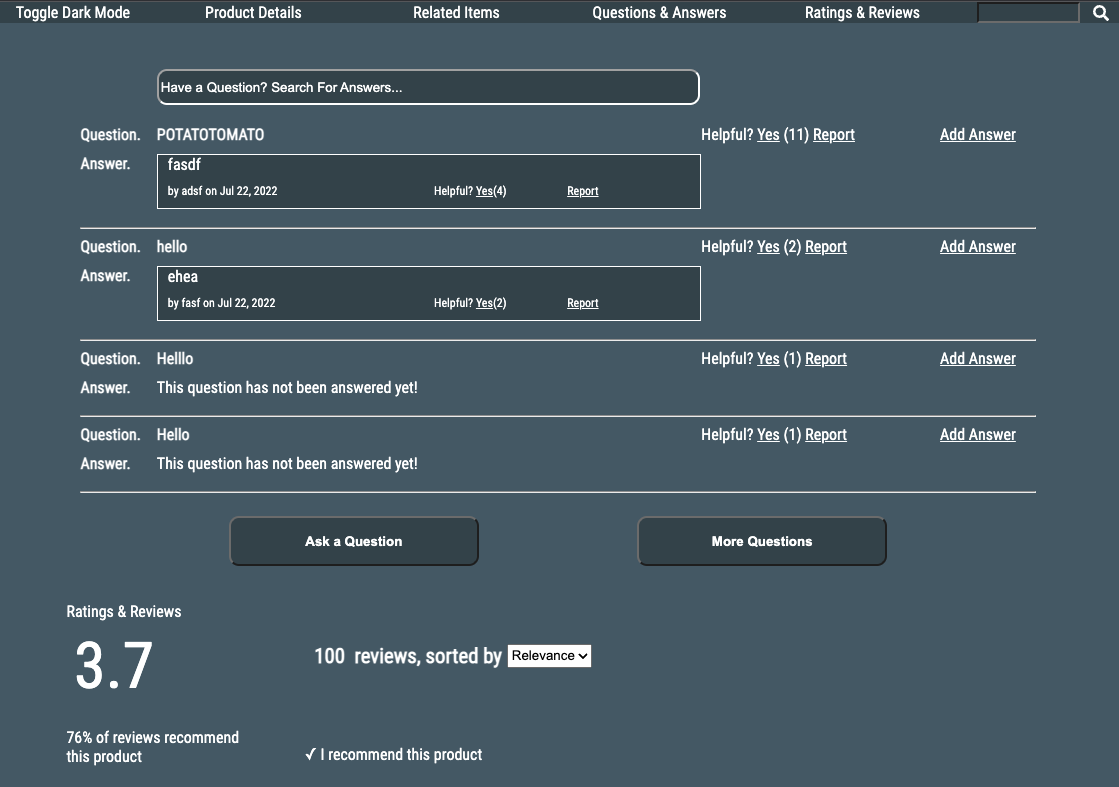 Toggle Dark Mode Product Details Related Items Questions & Answers Ratings & Reviews
Have a Question? Search For Answers...
Question. POTATOTOMATO Helpful? Yes (11) Report Add Answer
Answer. fasdf
by adsf on Jul 22, 2022 Helpful? Yes(4) Report
Question. hello Helpful? Yes (2) Report Add Answer
Answer. ehea
by fasf on Jul 22, 2022 Helpful? Yes(2) Report
Question. Helllo Helpful? Yes (1) Report Add Answer
Answer. This question has not been answered yet!
Question. Hello Helpful? Yes (1) Report Add Answer
Answer. This question has not been answered yet!
Ask a Question More Questions
Ratings & Reviews
3.7 100 reviews, sorted by Relevance
76% of reviews recommend
this product
✓ I recommend this product